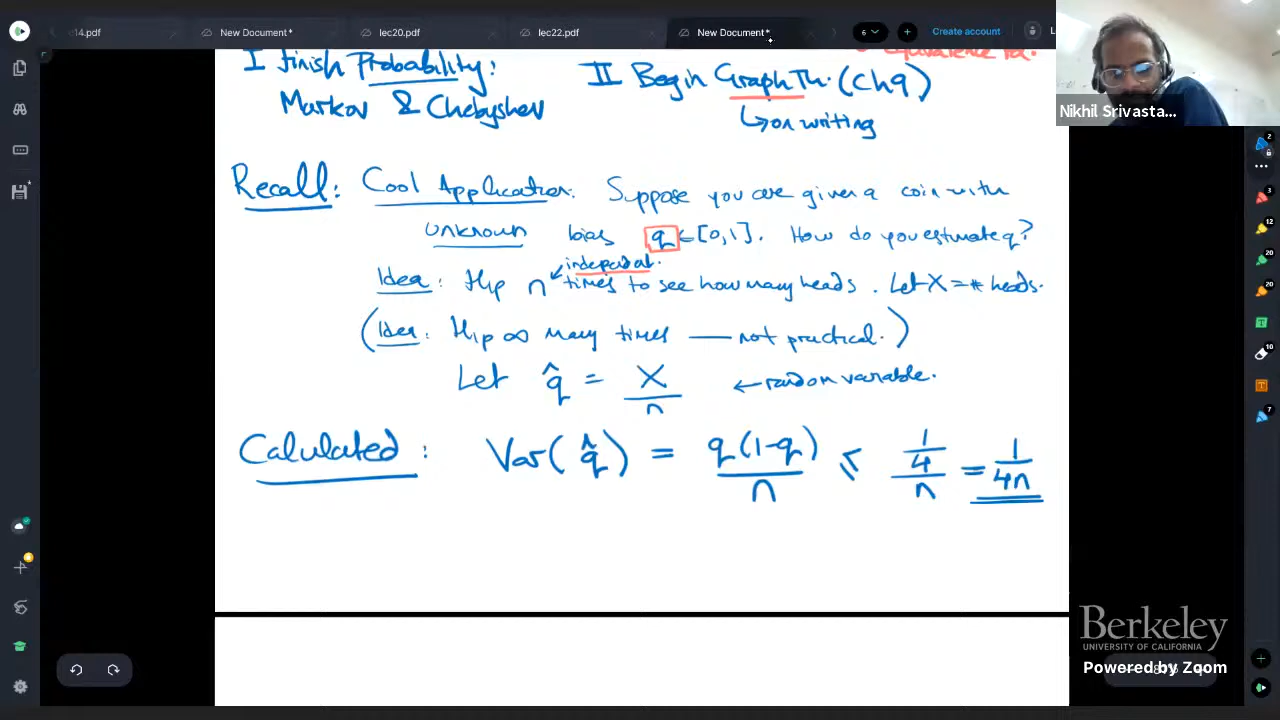 14.pdf
New Document*
lec20.pdf
lec22.pdf
New Document*
6
Create account
I Finish Probability:
Markov & Chebyshev
II Begin Graph Th. (Ch9)
↳ on writing
Nikhil Srivasta...
Recall: Cool Application: Suppose you are given a coin with
unknown bias q ∈ [0,1]. How do you estimate q?
independent.
Idea: Flip n times to see how many heads. Let X = # heads.
(Idea: Flip ∞ many times — not practical.)
Let q̂ = X/n ← random variable.
Calculated: Var(q̂) = q(1-q)/n ≤ 1/4/n = 1/4n
Berkeley
UNIVERSITY OF CALIFORNIA
Powered by Zoom